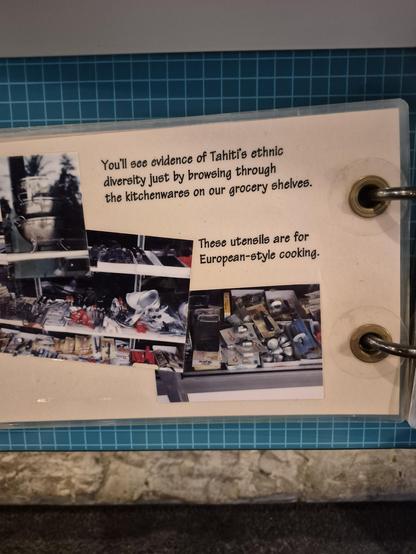 You'll see evidence of Tahiti's ethnic
diversity just by browsing through
the kitchenwares on our grocery shelves.
These utensils are for
European-style cooking.